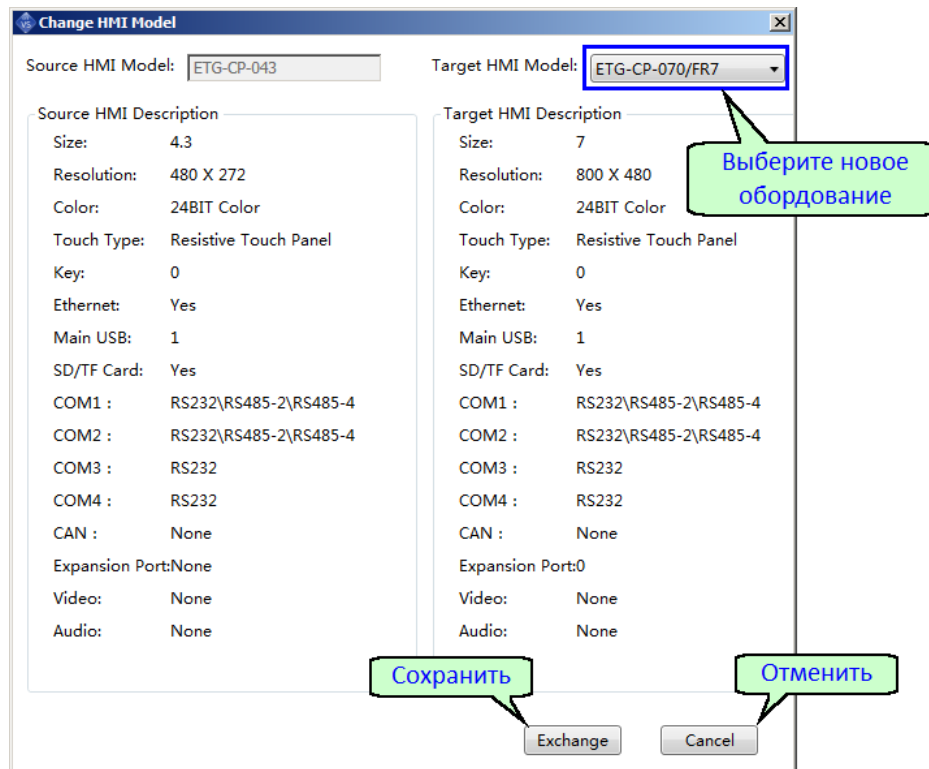 Change HMI Model
Source HMI Model: ETG-CP-043
Target HMI Model: ETG-CP-070/FR7
Source HMI Description
Size: 4.3
Resolution: 480 X 272
Color: 24BIT Color
Touch Type: Resistive Touch Panel
Key: 0
Ethernet: Yes
Main USB: 1
SD/TF Card: Yes
COM1 : RS232\RS485-2\RS485-4
COM2 : RS232\RS485-2\RS485-4
COM3 : RS232
COM4 : RS232
CAN : None
Expansion Port:None
Video: None
Audio: None
Target HMI Description
Size: 7
Resolution: 800 X 480
Color: 24BIT Color
Touch Type: Resistive Touch Panel
Key: 0
Ethernet: Yes
Main USB: 1
SD/TF Card: Yes
COM1 : RS232\RS485-2\RS485-4
COM2 : RS232\RS485-2\RS485-4
COM3 : RS232
COM4 : RS232
CAN : None
Expansion Port:0
Video: None
Audio: None
Выберите новое
обордование
Сохранить
Отменить
Exchange
Cancel